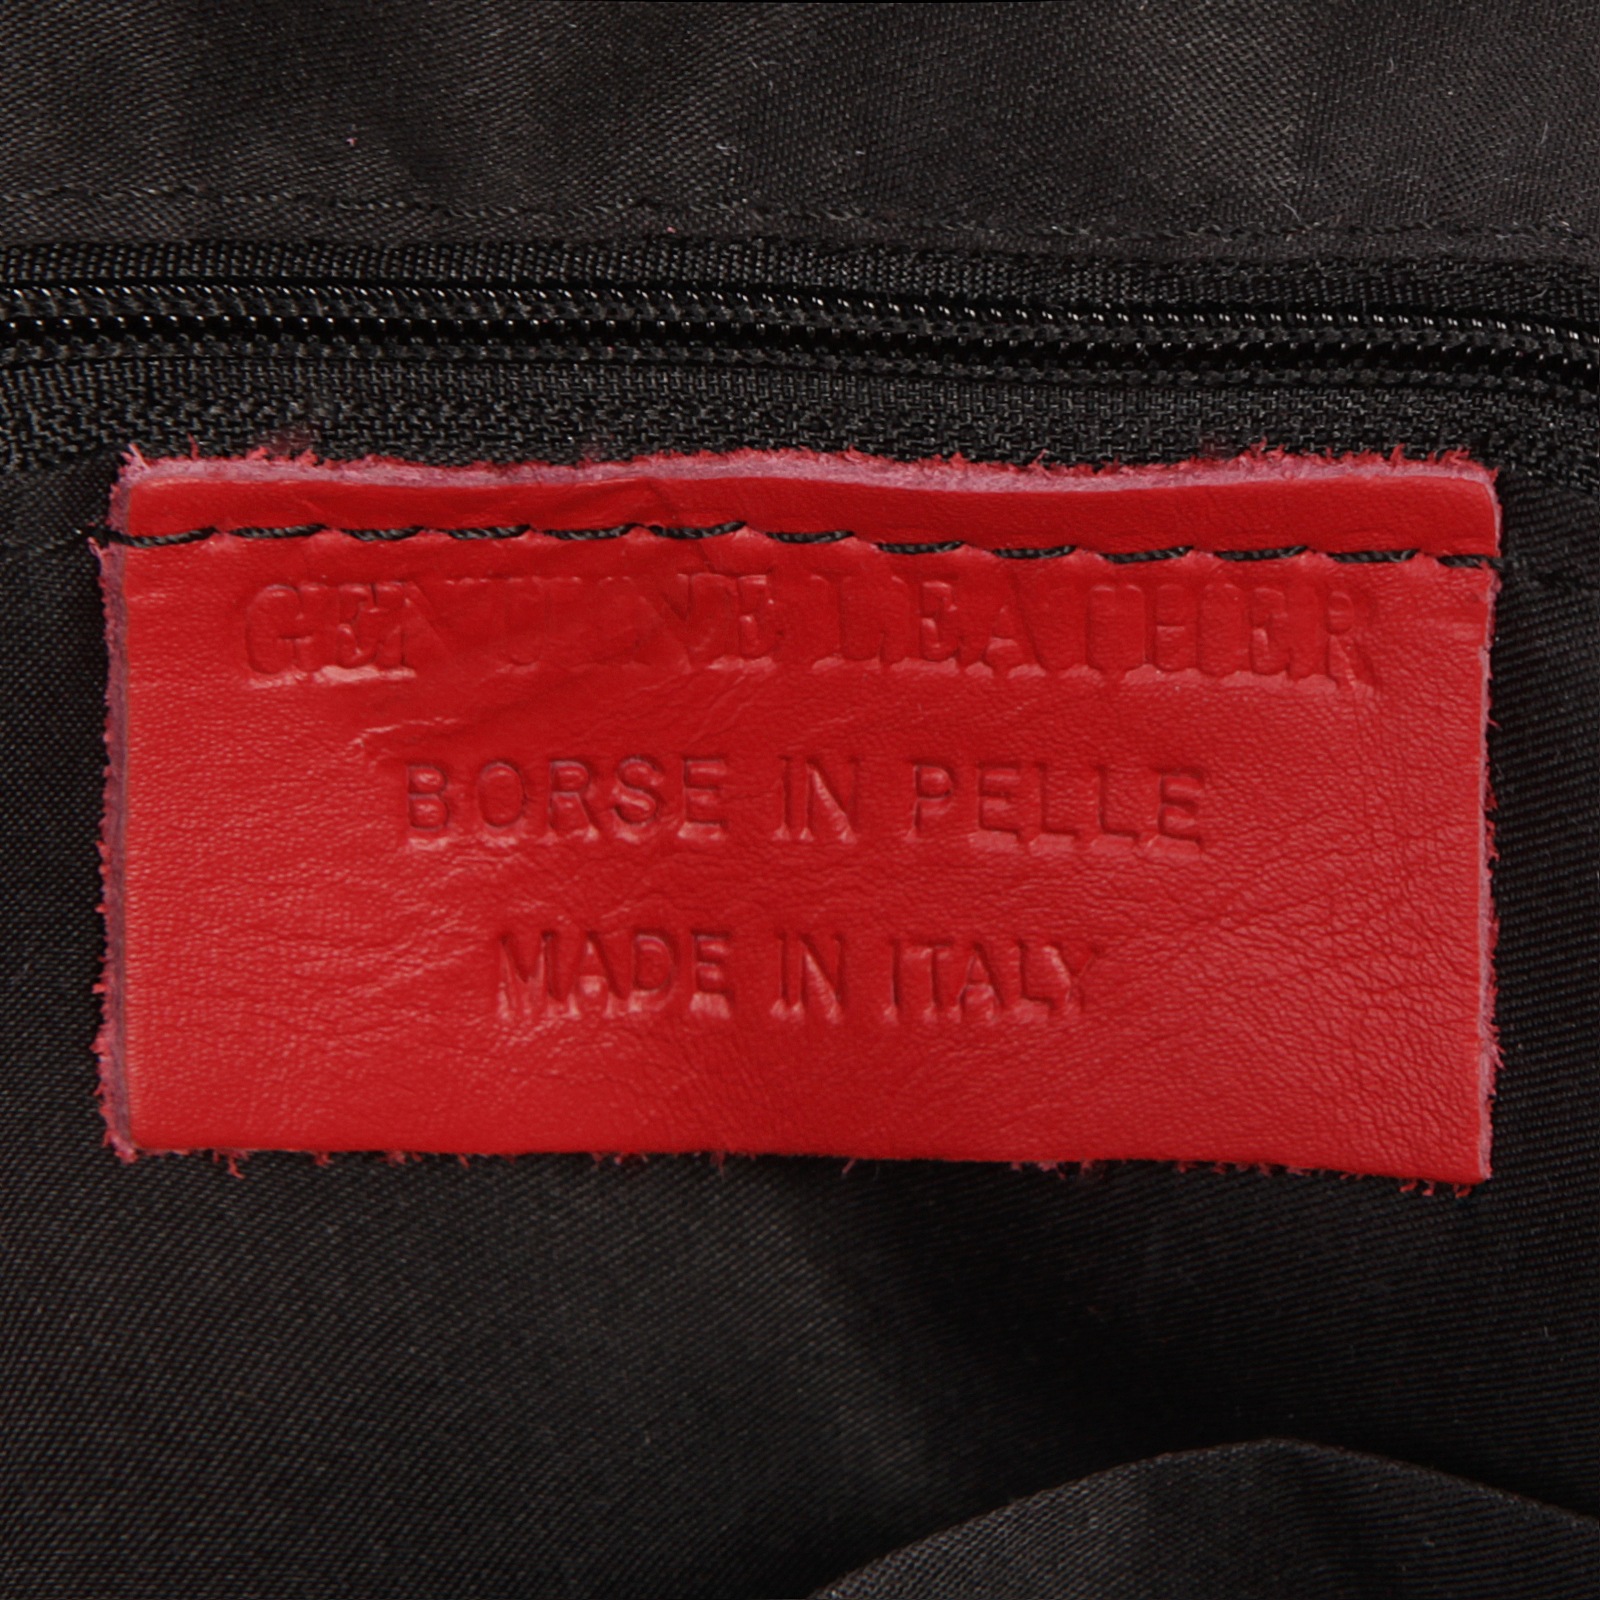 GENUINE LEATHER
BORSE IN PELLE
MADE IN ITALY